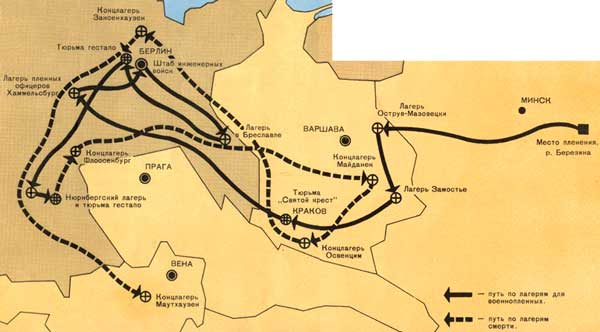 Концлагерь
Заксенхаузен
Тюрьма гестапо
БЕРЛИН
Штаб инженерных
войск
Лагерь пленных
офицеров
Хаммельсбург
Лагерь
в Бреславле
Лагерь
Острув-Мазовецки
МИНСК
Место пленения,
р. Березина
ВАРШАВА
Концлагерь
Майданек
Концлагерь
Флоссенбург
ПРАГА
Нюрнбергский лагерь
и тюрьма гестапо
Тюрьма
„Святой крест"
КРАКОВ
Лагерь Замостье
Концлагерь
Освенцим
ВЕНА
Концлагерь
Маутхаузен
— путь по лагерям для
военнопленных.
— путь по лагерям
смерти.